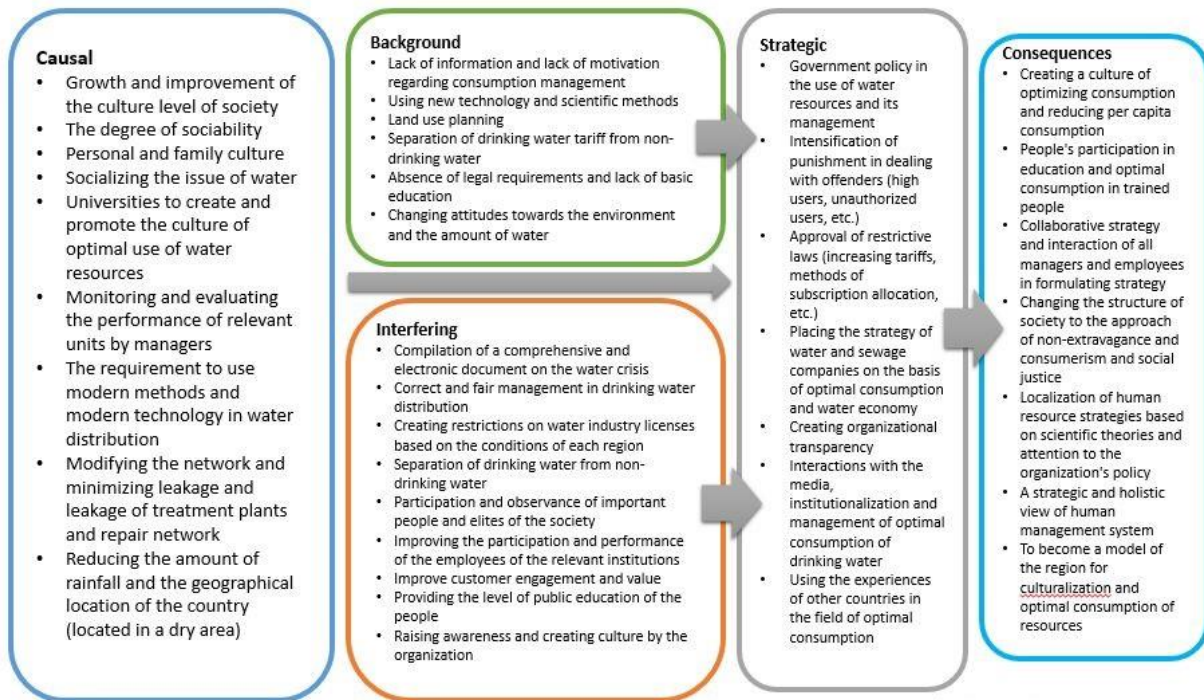 Causal
• Growth and improvement of
the culture level of society
• The degree of sociability
• Personal and family culture
• Socializing the issue of water
• Universities to create and
promote the culture of
optimal use of water
resources
• Monitoring and evaluating
the performance of relevant
units by managers
• The requirement to use
modern methods and
modern technology in water
distribution
• Modifying the network and
minimizing leakage and
leakage of treatment plants
and repair network
• Reducing the amount of
rainfall and the geographical
location of the country
(located in a dry area)
Background
• Lack of information and lack of motivation
regarding consumption management
• Using new technology and scientific methods
• Land use planning
• Separation of drinking water tariff from non-
drinking water
• Absence of legal requirements and lack of basic
education
• Changing attitudes towards the environment
and the amount of water
Interfering
• Compilation of a comprehensive and
electronic document on the water crisis
• Correct and fair management in drinking water
distribution
• Creating restrictions on water industry licenses
based on the conditions of each region
• Separation of drinking water from non-
drinking water
• Participation and observance of important
people and elites of the society
• Improving the participation and performance
of the employees of the relevant institutions
• Improve customer engagement and value
• Providing the level of public education of the
people
• Raising awareness and creating culture by the
organization
Strategic
• Government policy in
the use of water
resources and its
management
• Intensification of
punishment in dealing
with offenders (high
users, unauthorized
users, etc.)
• Approval of restrictive
laws (increasing tariffs,
methods of
subscription allocation,
etc.)
• Placing the strategy of
water and sewage
companies on the basis
of optimal consumption
and water economy
• Creating organizational
transparency
• Interactions with the
media,
institutionalization and
management of optimal
consumption of
drinking water
• Using the experiences
of other countries in
the field of optimal
consumption
Consequences
• Creating a culture of
optimizing consumption
and reducing per capita
consumption
• People's participation in
education and optimal
consumption in trained
people
• Collaborative strategy
and interaction of all
managers and employees
in formulating strategy
• Changing the structure of
society to the approach
of non-extravagance and
consumerism and social
justice
• Localization of human
resource strategies based
on scientific theories and
attention to the
organization's policy
• A strategic and holistic
view of human
management system
• To become a model of
the region for
culturalization and
optimal consumption of
resources